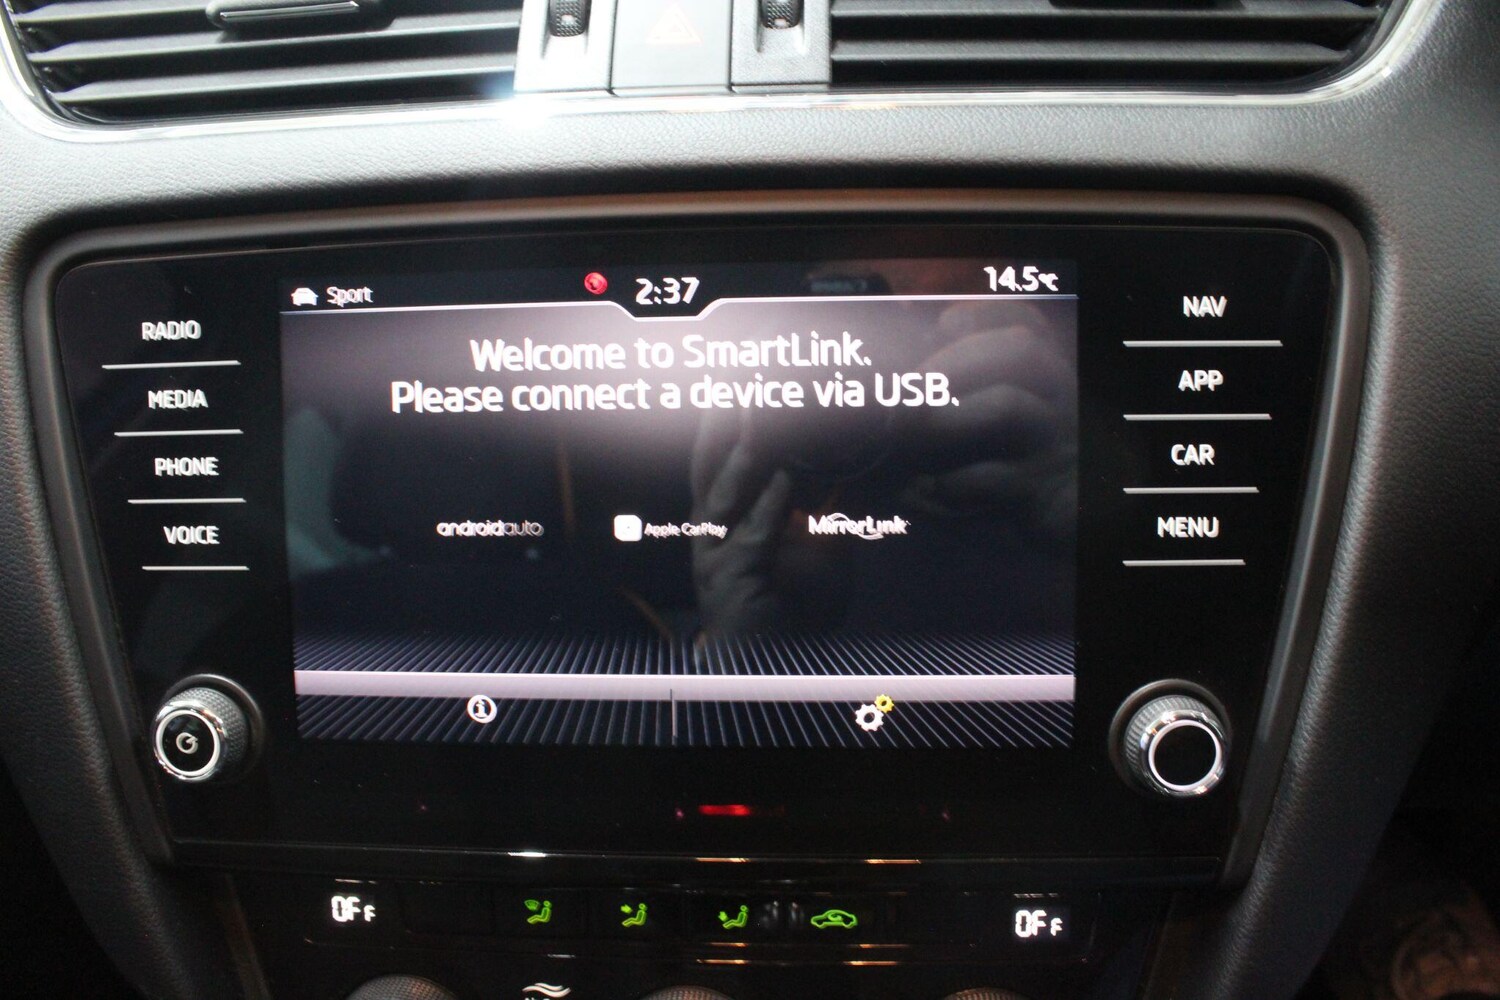 Sport
2:37
14.5°C
Welcome to SmartLink.
Please connect a device via USB.
androidauto
Apple CarPlay
MirrorLink
RADIO
MEDIA
PHONE
VOICE
NAV
APP
CAR
MENU
OFF
OFF